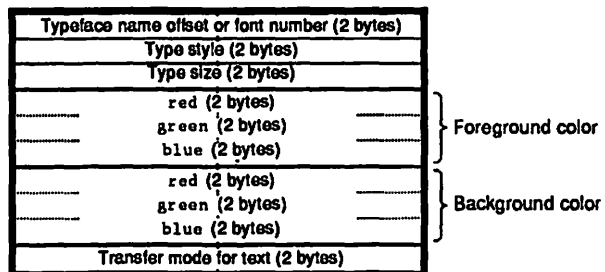 Typeface name offset or font number (2 bytes)
Type style (2 bytes)
Type size (2 bytes)
red (2 bytes)
green (2 bytes)
blue (2 bytes)
Foreground color
red (2 bytes)
green (2 bytes)
blue (2 bytes)
Background color
Transfer mode for text (2 bytes)